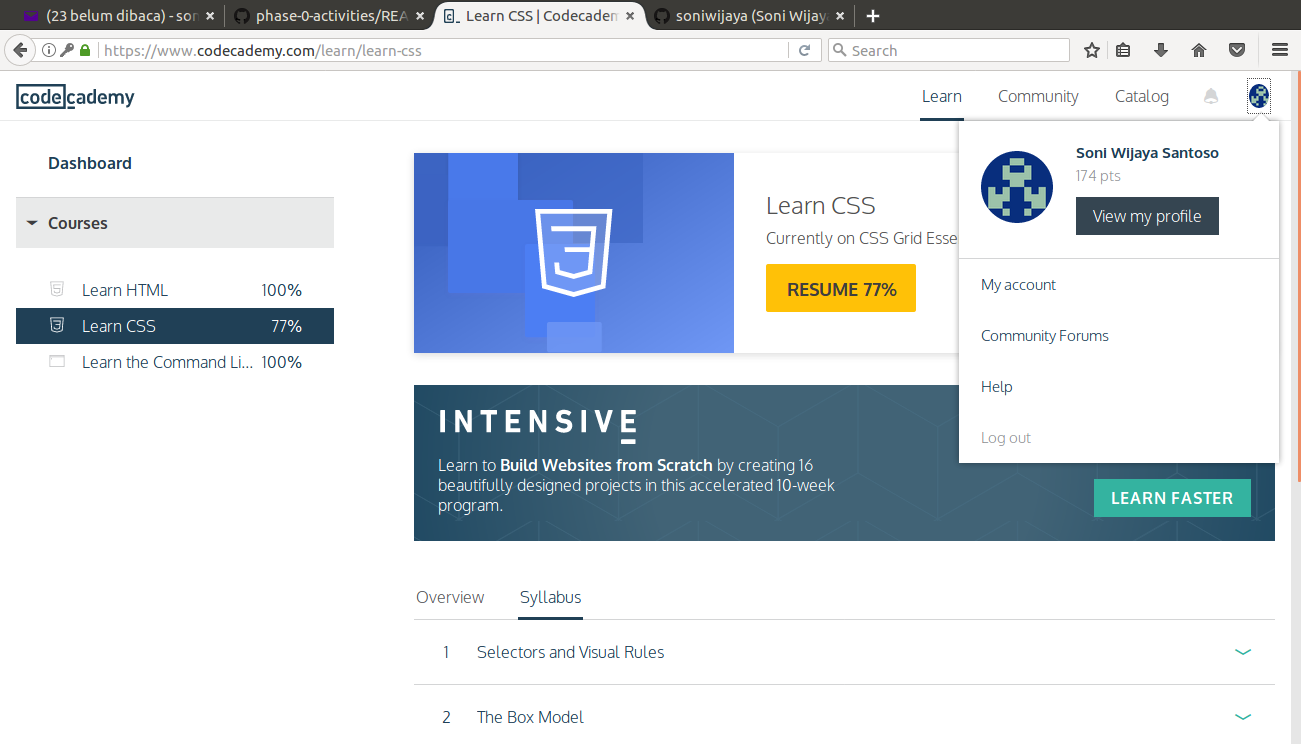 (23 belum dibaca) - son
phase-0-activities/REA
Learn CSS | Codecadem
soniwijaya (Soni Wijaya
https://www.codecademy.com/learn/learn-css
Search
codecademy
Learn
Community
Catalog
Dashboard
Courses
Learn HTML 100%
Learn CSS 77%
Learn the Command Li... 100%
Learn CSS
Currently on CSS Grid Esse
RESUME 77%
Soni Wijaya Santoso
174 pts
View my profile
My account
Community Forums
Help
Log out
INTENSIVE
Learn to Build Websites from Scratch by creating 16
beautifully designed projects in this accelerated 10-week
program.
LEARN FASTER
Overview
Syllabus
1 Selectors and Visual Rules
2 The Box Model